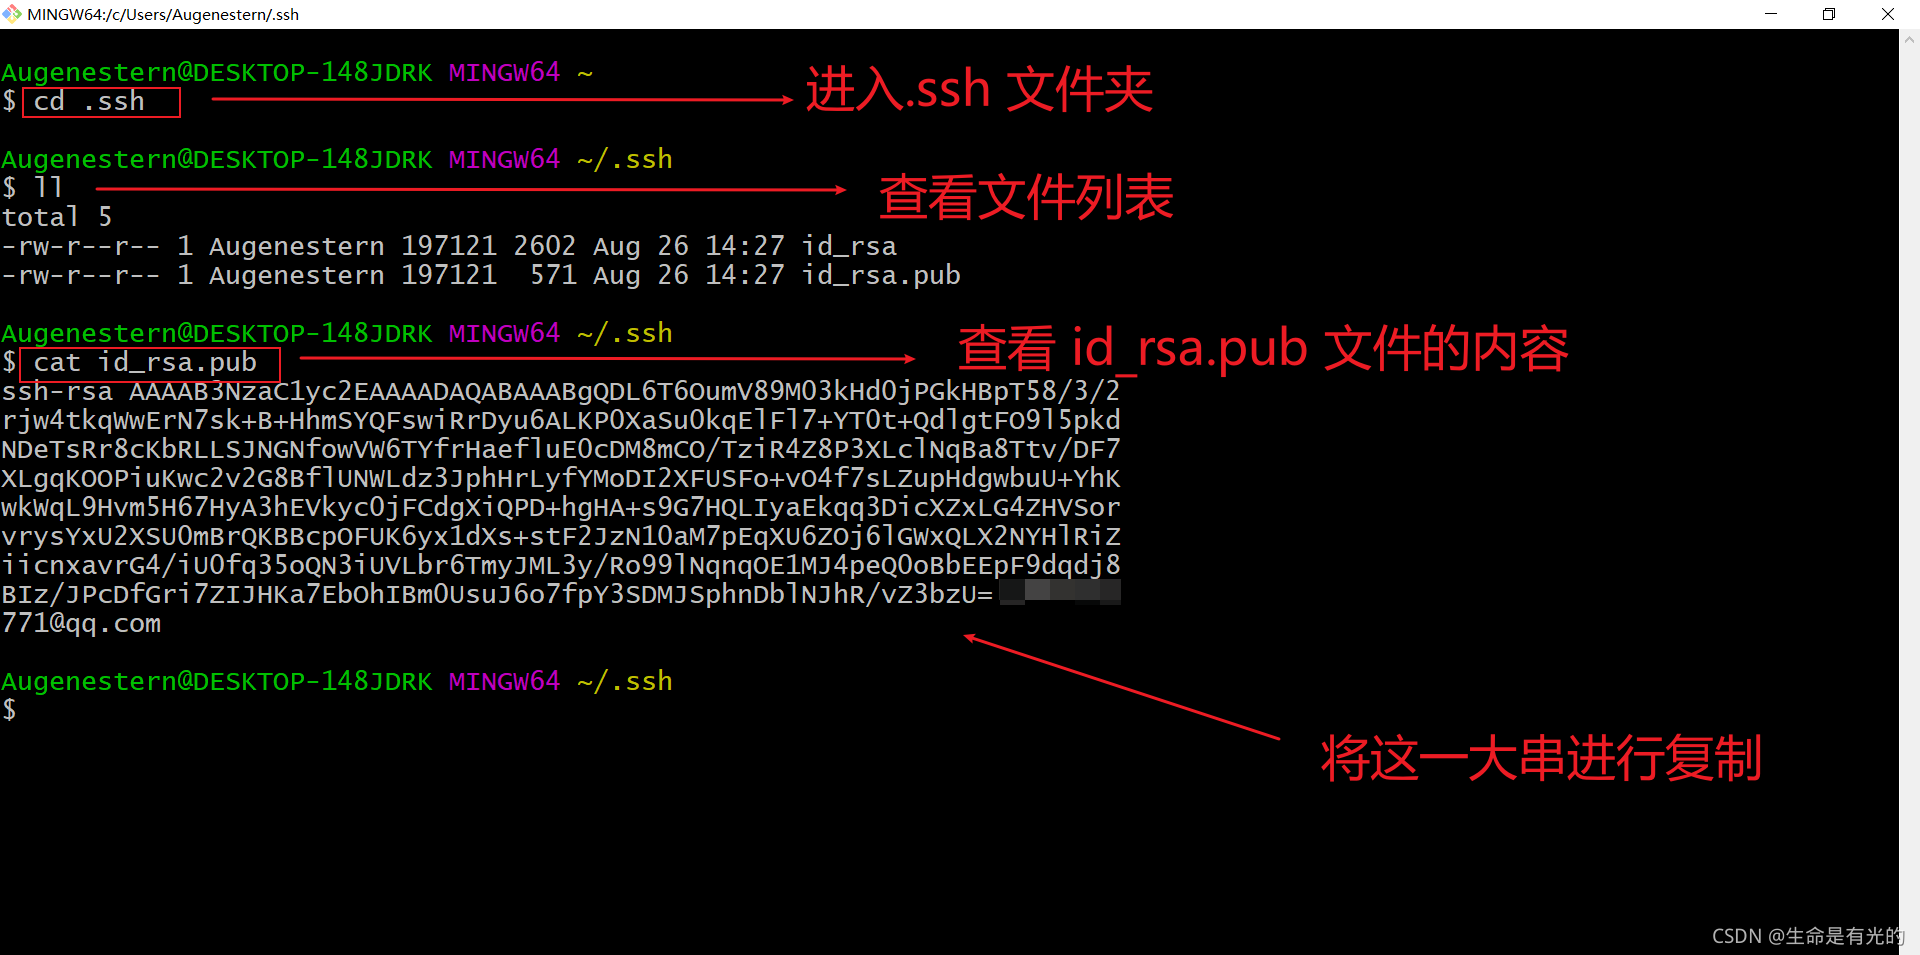 MINGW64:/c/Users/Augenestern/.ssh
Augenestern@DESKTOP-148JDRK MINGW64 ~
$ cd .ssh
进入.ssh 文件夹
Augenestern@DESKTOP-148JDRK MINGW64 ~/.ssh
$ ll
查看文件列表
total 5
-rw-r--r-- 1 Augenestern 197121 2602 Aug 26 14:27 id_rsa
-rw-r--r-- 1 Augenestern 197121  571 Aug 26 14:27 id_rsa.pub
Augenestern@DESKTOP-148JDRK MINGW64 ~/.ssh
$ cat id_rsa.pub
查看 id_rsa.pub 文件的内容
ssh-rsa AAAAB3NzaC1yc2EAAAADAQABAAABgQDL6T6OumV89M03kHd0jPGkHBpT58/3/2
rjw4tkqWwErN7sk+B+HhmSYQFswiRrDyu6ALKP0XaSu0kqElFl7+YT0t+QdlgtFO9l5pkd
NDeTsRr8cKbRLLSJNGNfowVW6TYfrHaefluE0cDM8mCO/TziR4Z8P3XLclNqBa8Ttv/DF7
XLgqKOOPiuKwc2v2G8BflUNWLdz3JphHrLyfYMoDI2XFUSFo+vO4f7sLZupHdgwbuU+YhK
wkWqL9Hvm5H67HyA3hEVkyc0jFCdgXiQPD+hgHA+s9G7HQLIyaEkqq3DicXZxLG4ZHVSor
vrysYxU2XSU0mBrQKBBcpOFUK6yx1dXs+stF2JzN10aM7pEqXU6ZOj6lGWxQLX2NYHlRiZ
iicnxavrG4/iU0fq35oQN3iUVLbr6TmyJML3y/Ro99lNqnqOE1MJ4peQ0oBbEEpF9dqdj8
BIz/JPcDfGri7ZIJHKa7EbOhIBm0UsuJ6o7fpY3SDMJSphnDblNJhR/vZ3bzU=
771@qq.com
Augenestern@DESKTOP-148JDRK MINGW64 ~/.ssh
$
将这一大串进行复制
CSDN @生命是有光的